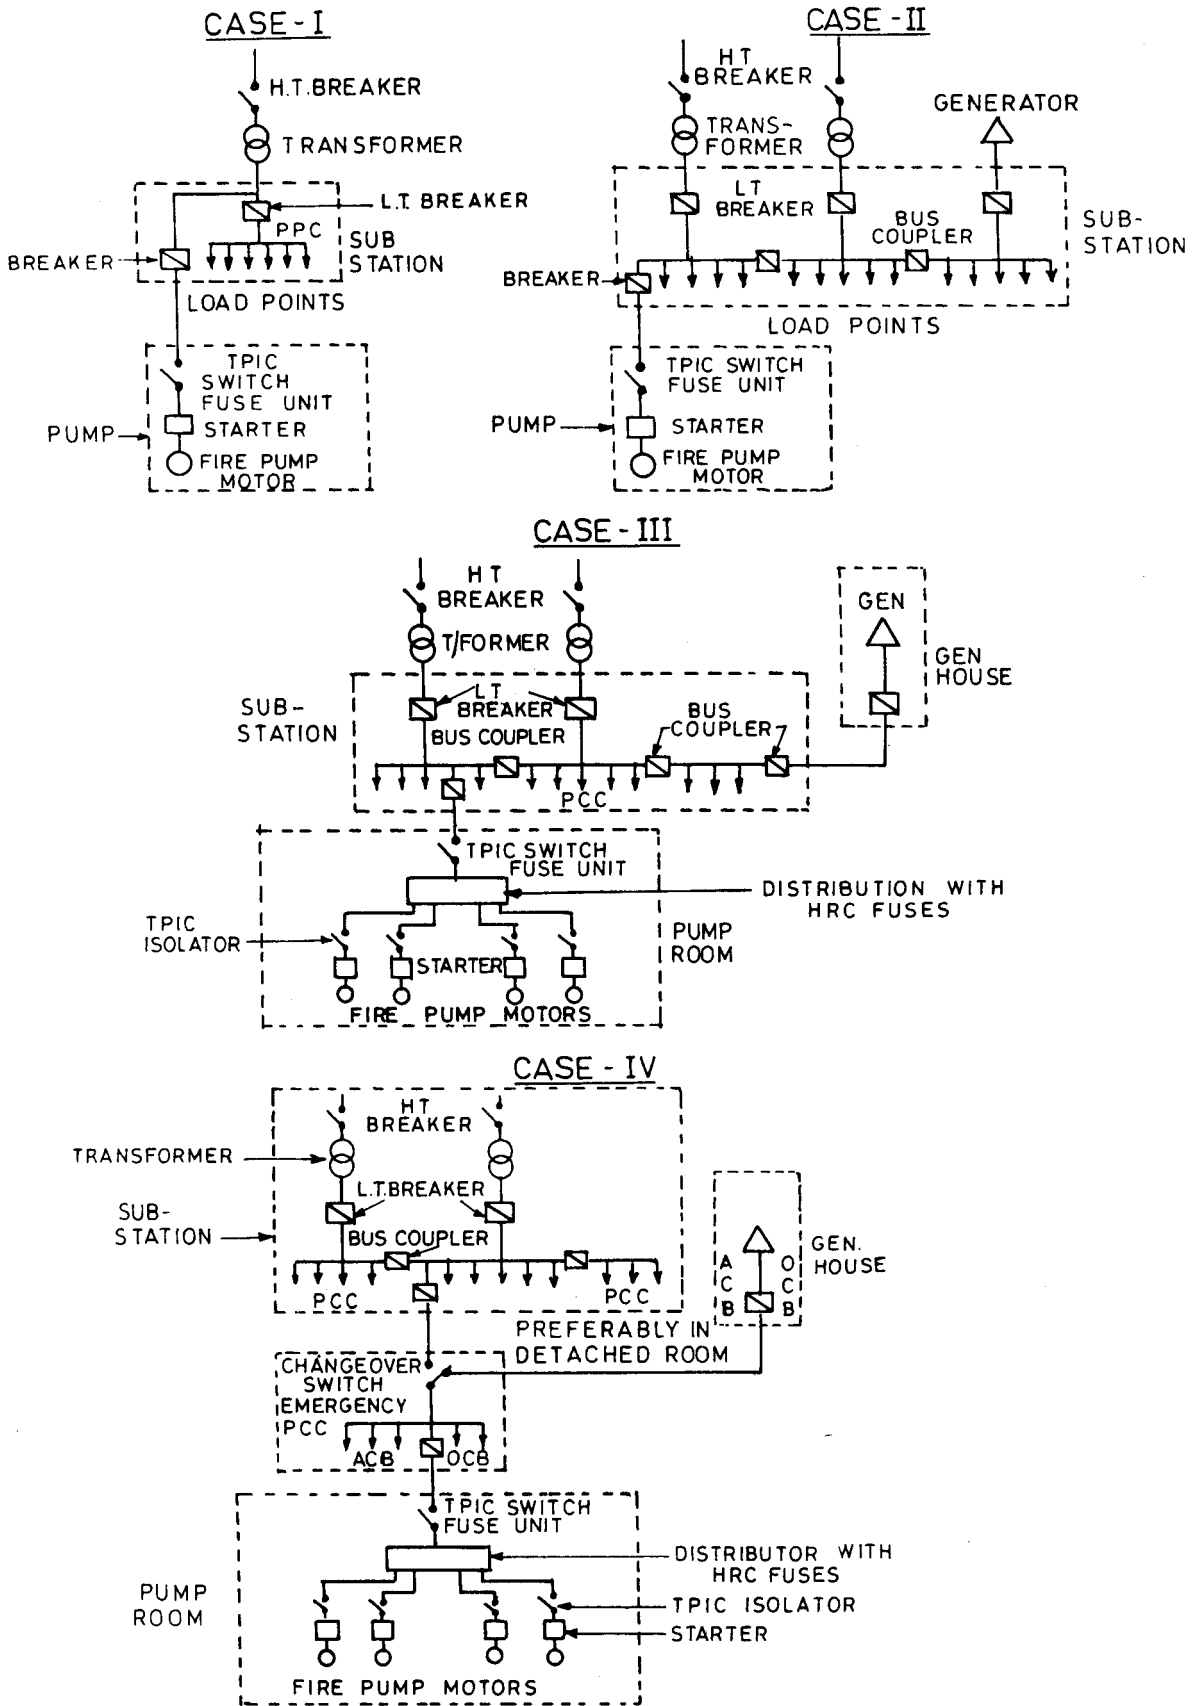 CASE-I
H.T.BREAKER
TRANSFORMER
L.T. BREAKER
PPC
SUB
STATION
BREAKER
LOAD POINTS
TPIC
SWITCH
FUSE UNIT
PUMP
STARTER
FIRE PUMP
MOTOR
CASE-II
HT
BREAKER
GENERATOR
TRANS-
FORMER
LT
BREAKER
BUS
COUPLER
SUB-
STATION
BREAKER
LOAD POINTS
TPIC SWITCH
FUSE UNIT
PUMP
STARTER
FIRE PUMP
MOTOR
CASE-III
HT
BREAKER
T/FORMER
GEN
GEN
HOUSE
SUB-
STATION
LT
BREAKER
BUS COUPLER
BUS
COUPLER
PCC
TPIC SWITCH
FUSE UNIT
DISTRIBUTION WITH
HRC FUSES
TPIC
ISOLATOR
PUMP
ROOM
STARTER
FIRE PUMP MOTORS
CASE-IV
HT
BREAKER
TRANSFORMER
L.T.BREAKER
SUB-
STATION
BUS COUPLER
PCC
PCC
ACB
OCB
GEN.
HOUSE
PREFERABLY IN
DETACHED ROOM
CHANGEOVER
SWITCH
EMERGENCY
PCC
ACB
OCB
TPIC SWITCH
FUSE UNIT
DISTRIBUTOR WITH
HRC FUSES
PUMP
ROOM
TPIC ISOLATOR
STARTER
FIRE PUMP MOTORS